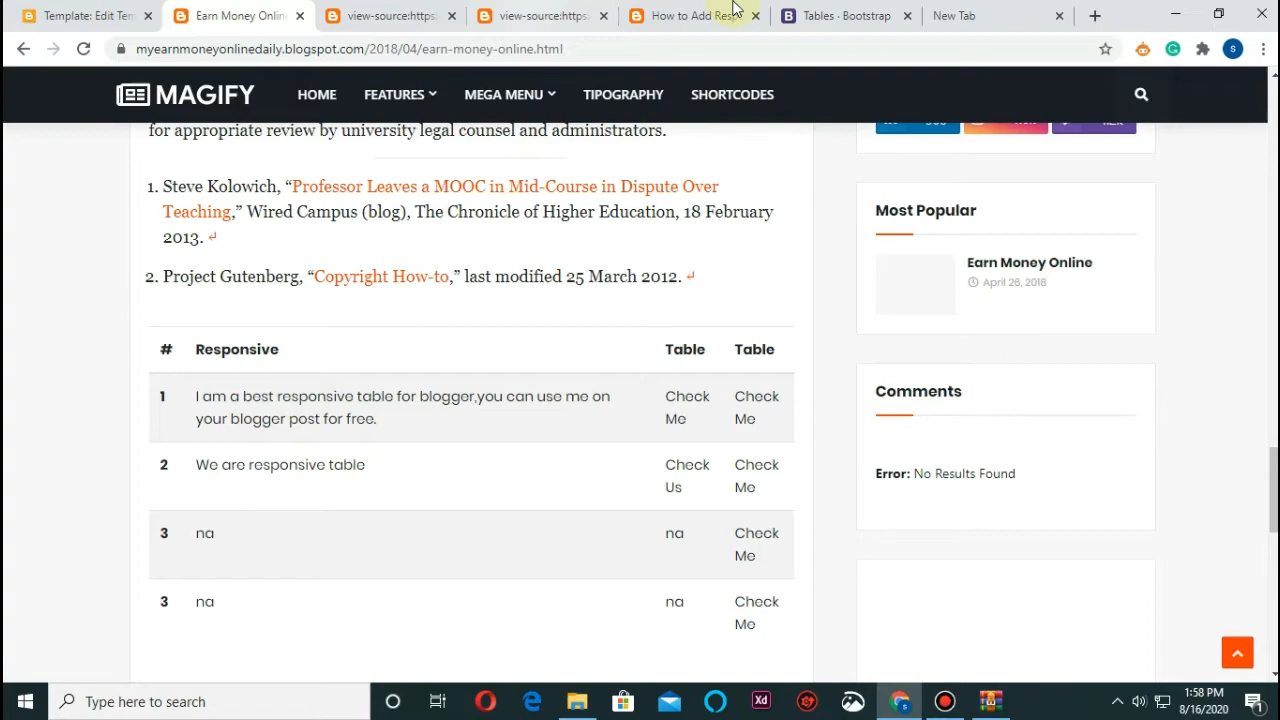 Template: Edit Tem
Earn Money Onlin
view-source:https:
view-source:https:
How to Add Resp
Tables · Bootstrap
New Tab
myearnmoneyonlinedaily.blogspot.com/2018/04/earn-money-online.html
S
MAGIFY
HOME
FEATURES
MEGA MENU
TYPOGRAPHY
SHORTCODES
for appropriate review by university legal counsel and administrators.
1. Steve Kolowich, “Professor Leaves a MOOC in Mid-Course in Dispute Over
Teaching,” Wired Campus (blog), The Chronicle of Higher Education, 18 February
2013. ↵
2. Project Gutenberg, “Copyright How-to,” last modified 25 March 2012. ↵
# Responsive Table Table
1 I am a best responsive table for blogger,you can use me on Check Check
your blogger post for free. Me Me
2 We are responsive table Check Check
Us Me
3 na na Check
Me
3 na na Check
Me
Most Popular
Earn Money Online
April 26, 2018
Comments
Error: No Results Found
Type here to search
Xd
1:58 PM
8/16/2020
1